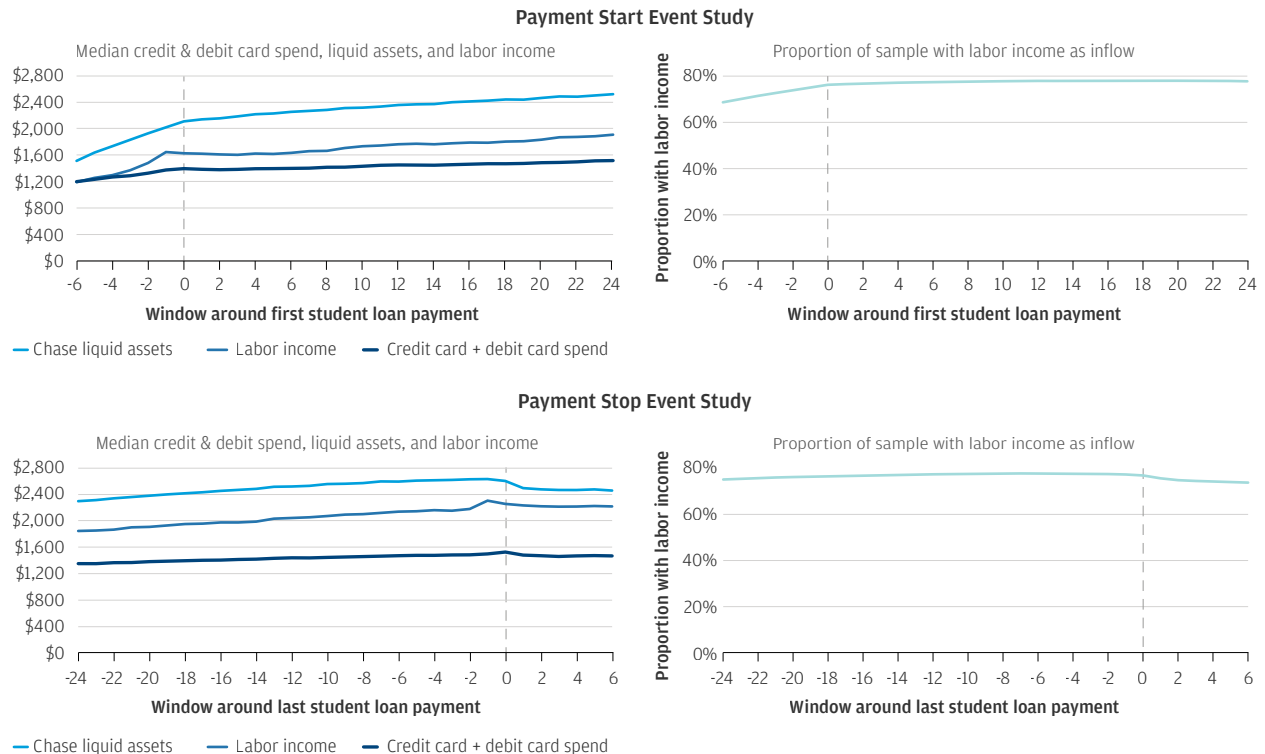 Payment Start Event Study
Median credit & debit card spend, liquid assets, and labor income
$2,800
$2,400
$2,000
$1,600
$1,200
$800
$400
$0
-6 -4 -2 0 2 4 6 8 10 12 14 16 18 20 22 24
Window around first student loan payment
Chase liquid assets Labor income Credit card + debit card spend
Proportion of sample with labor income as inflow
Proportion with labor income
80%
60%
40%
20%
0%
-6 -4 -2 0 2 4 6 8 10 12 14 16 18 20 22 24
Window around first student loan payment
Payment Stop Event Study
Median credit & debit spend, liquid assets, and labor income
$2,800
$2,400
$2,000
$1,600
$1,200
$800
$400
$0
-24 -22 -20 -18 -16 -14 -12 -10 -8 -6 -4 -2 0 2 4 6
Window around last student loan payment
Chase liquid assets Labor income Credit card + debit card spend
Proportion of sample with labor income as inflow
Proportion with labor income
80%
60%
40%
20%
0%
-24 -22 -20 -18 -16 -14 -12 -10 -8 -6 -4 -2 0 2 4 6
Window around last student loan payment